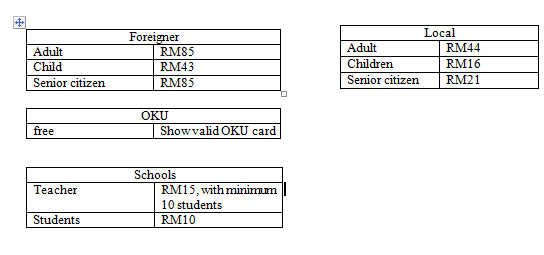 Foreigner
Adult RM85
Child RM43
Senior citizen RM85
Local
Adult RM44
Children RM16
Senior citizen RM21
OKU
free Show valid OKU card
Schools
Teacher RM15, with minimum
10 students
Students RM10